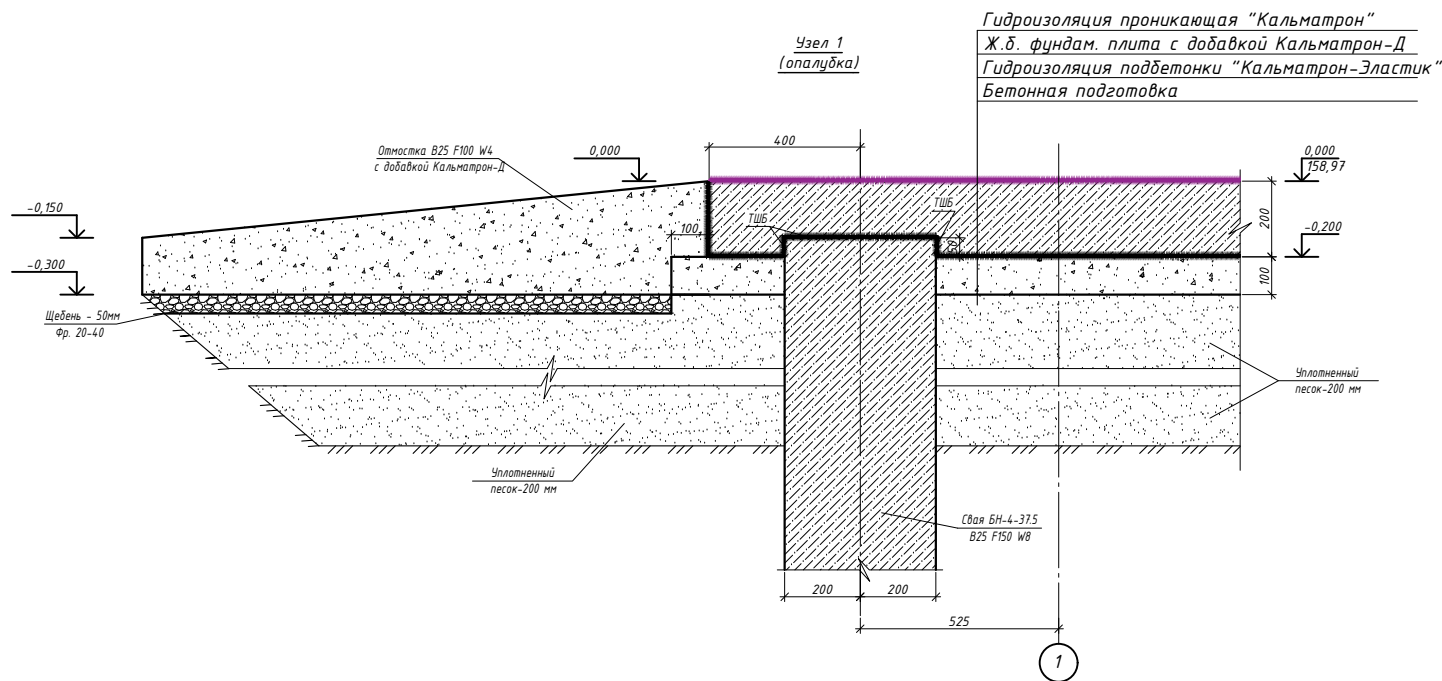 Гидроизоляция проникающая "Кальматрон"
Ж.б. фундам. плита с добавкой Кальматрон-Д
Гидроизоляция подбетонки "Кальматрон-Эластик"
Бетонная подготовка
Узел 1
(опалубка)
Отмостка В25 F100 W4
с добавкой Кальматрон-Д
0,000
400
0,000
158,97
-0,150
ТШБ
ТШБ
100
50
200
-0,200
-0,300
100
Щебень - 50мм
Фр. 20-40
Уплотненный
песок-200 мм
Уплотненный
песок-200 мм
Свая БН-4-37.5
В25 F150 W8
200
200
525
1